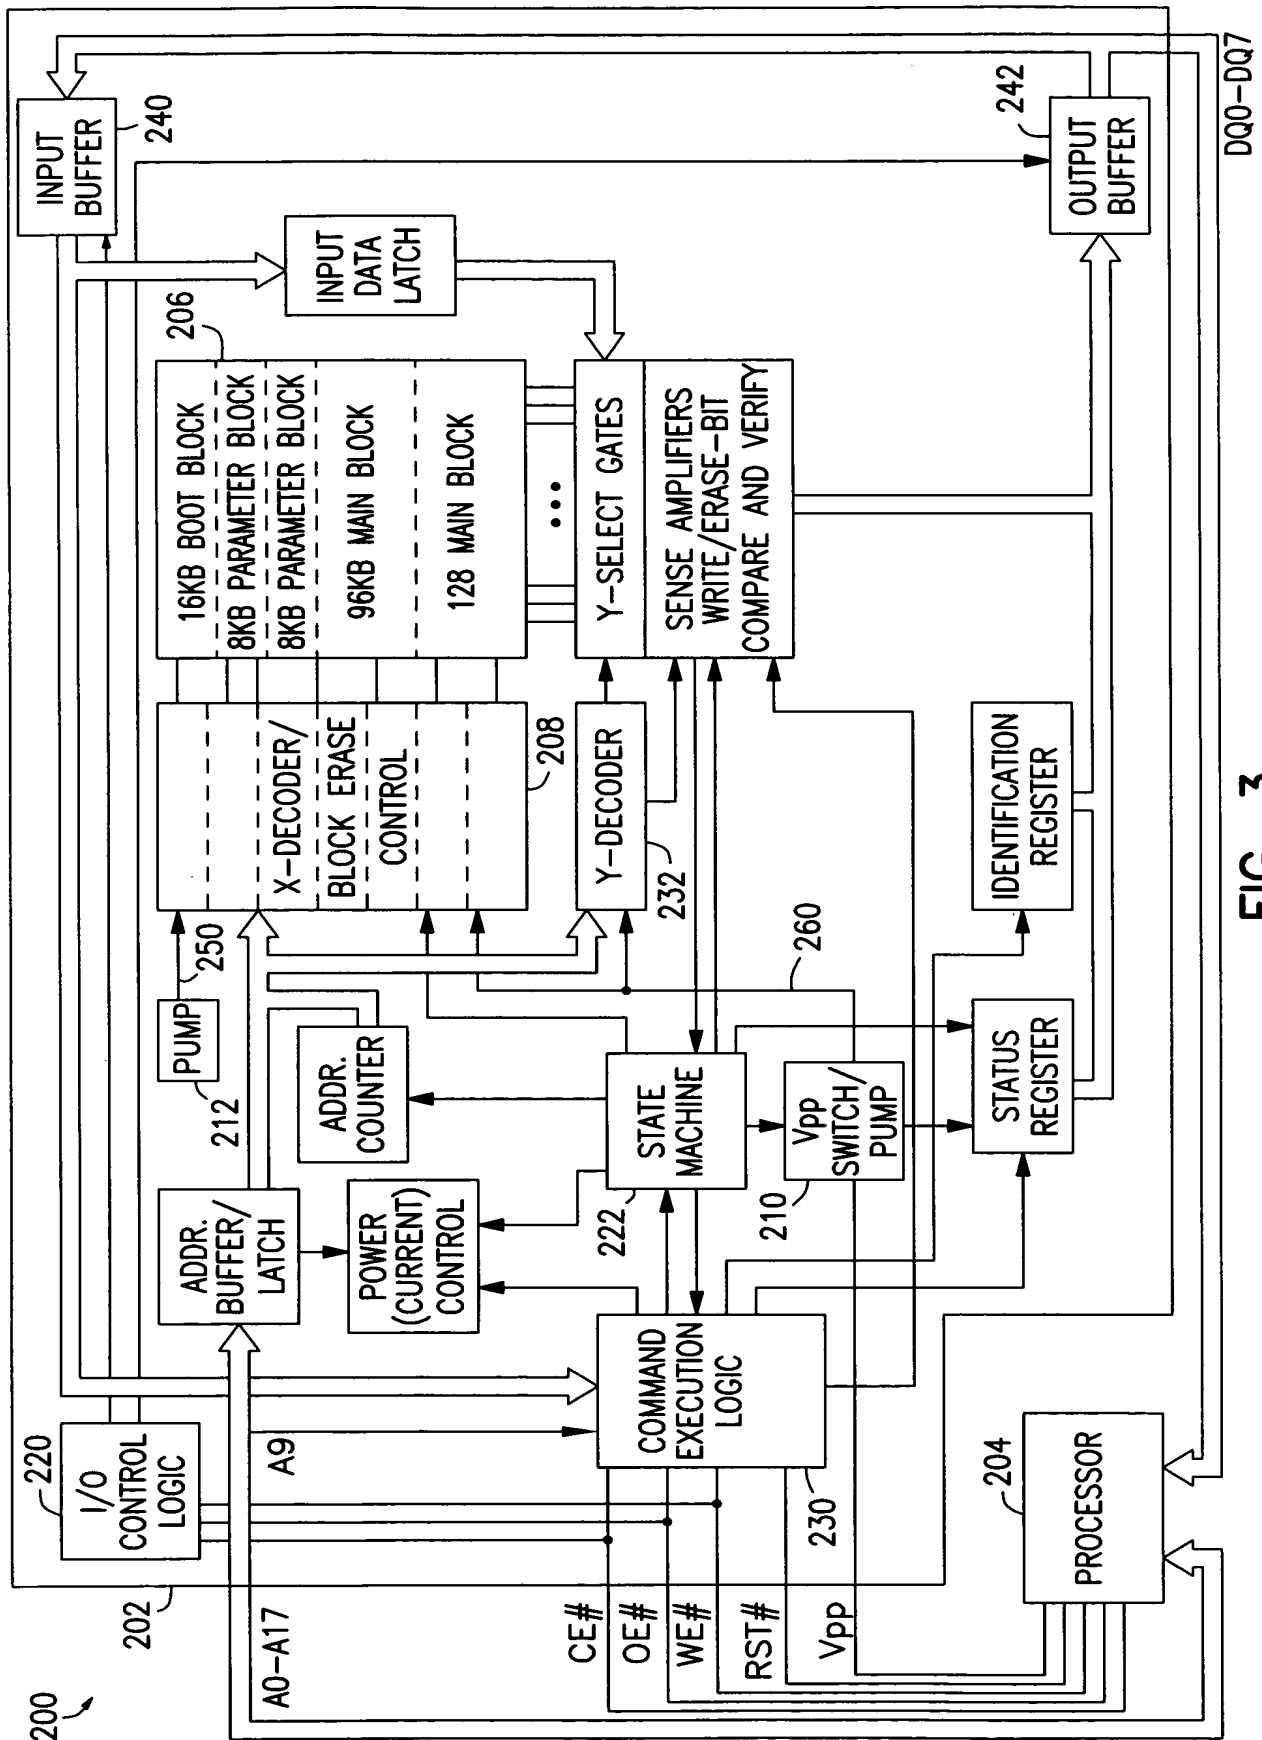 200
202
220
I/O
CONTROL
LOGIC
INPUT
BUFFER
240
A0-A17
A9
ADDR.
BUFFER/
LATCH
212
PUMP
250
X-DECODER/
BLOCK ERASE
CONTROL
208
16KB BOOT BLOCK
8KB PARAMETER BLOCK
8KB PARAMETER BLOCK
96KB MAIN BLOCK
128 MAIN BLOCK
206
INPUT
DATA
LATCH
ADDR.
COUNTER
POWER
(CURRENT)
CONTROL
Y-DECODER
232
Y-SELECT GATES
SENSE AMPLIFIERS
WRITE/ERASE-BIT
COMPARE AND VERIFY
CE#
OE#
WE#
RST#
Vpp
COMMAND
EXECUTION
LOGIC
230
STATE
MACHINE
222
Vpp
SWITCH/
PUMP
210
260
STATUS
REGISTER
IDENTIFICATION
REGISTER
PROCESSOR
204
OUTPUT
BUFFER
242
DQ0-DQ7
FIG. 3